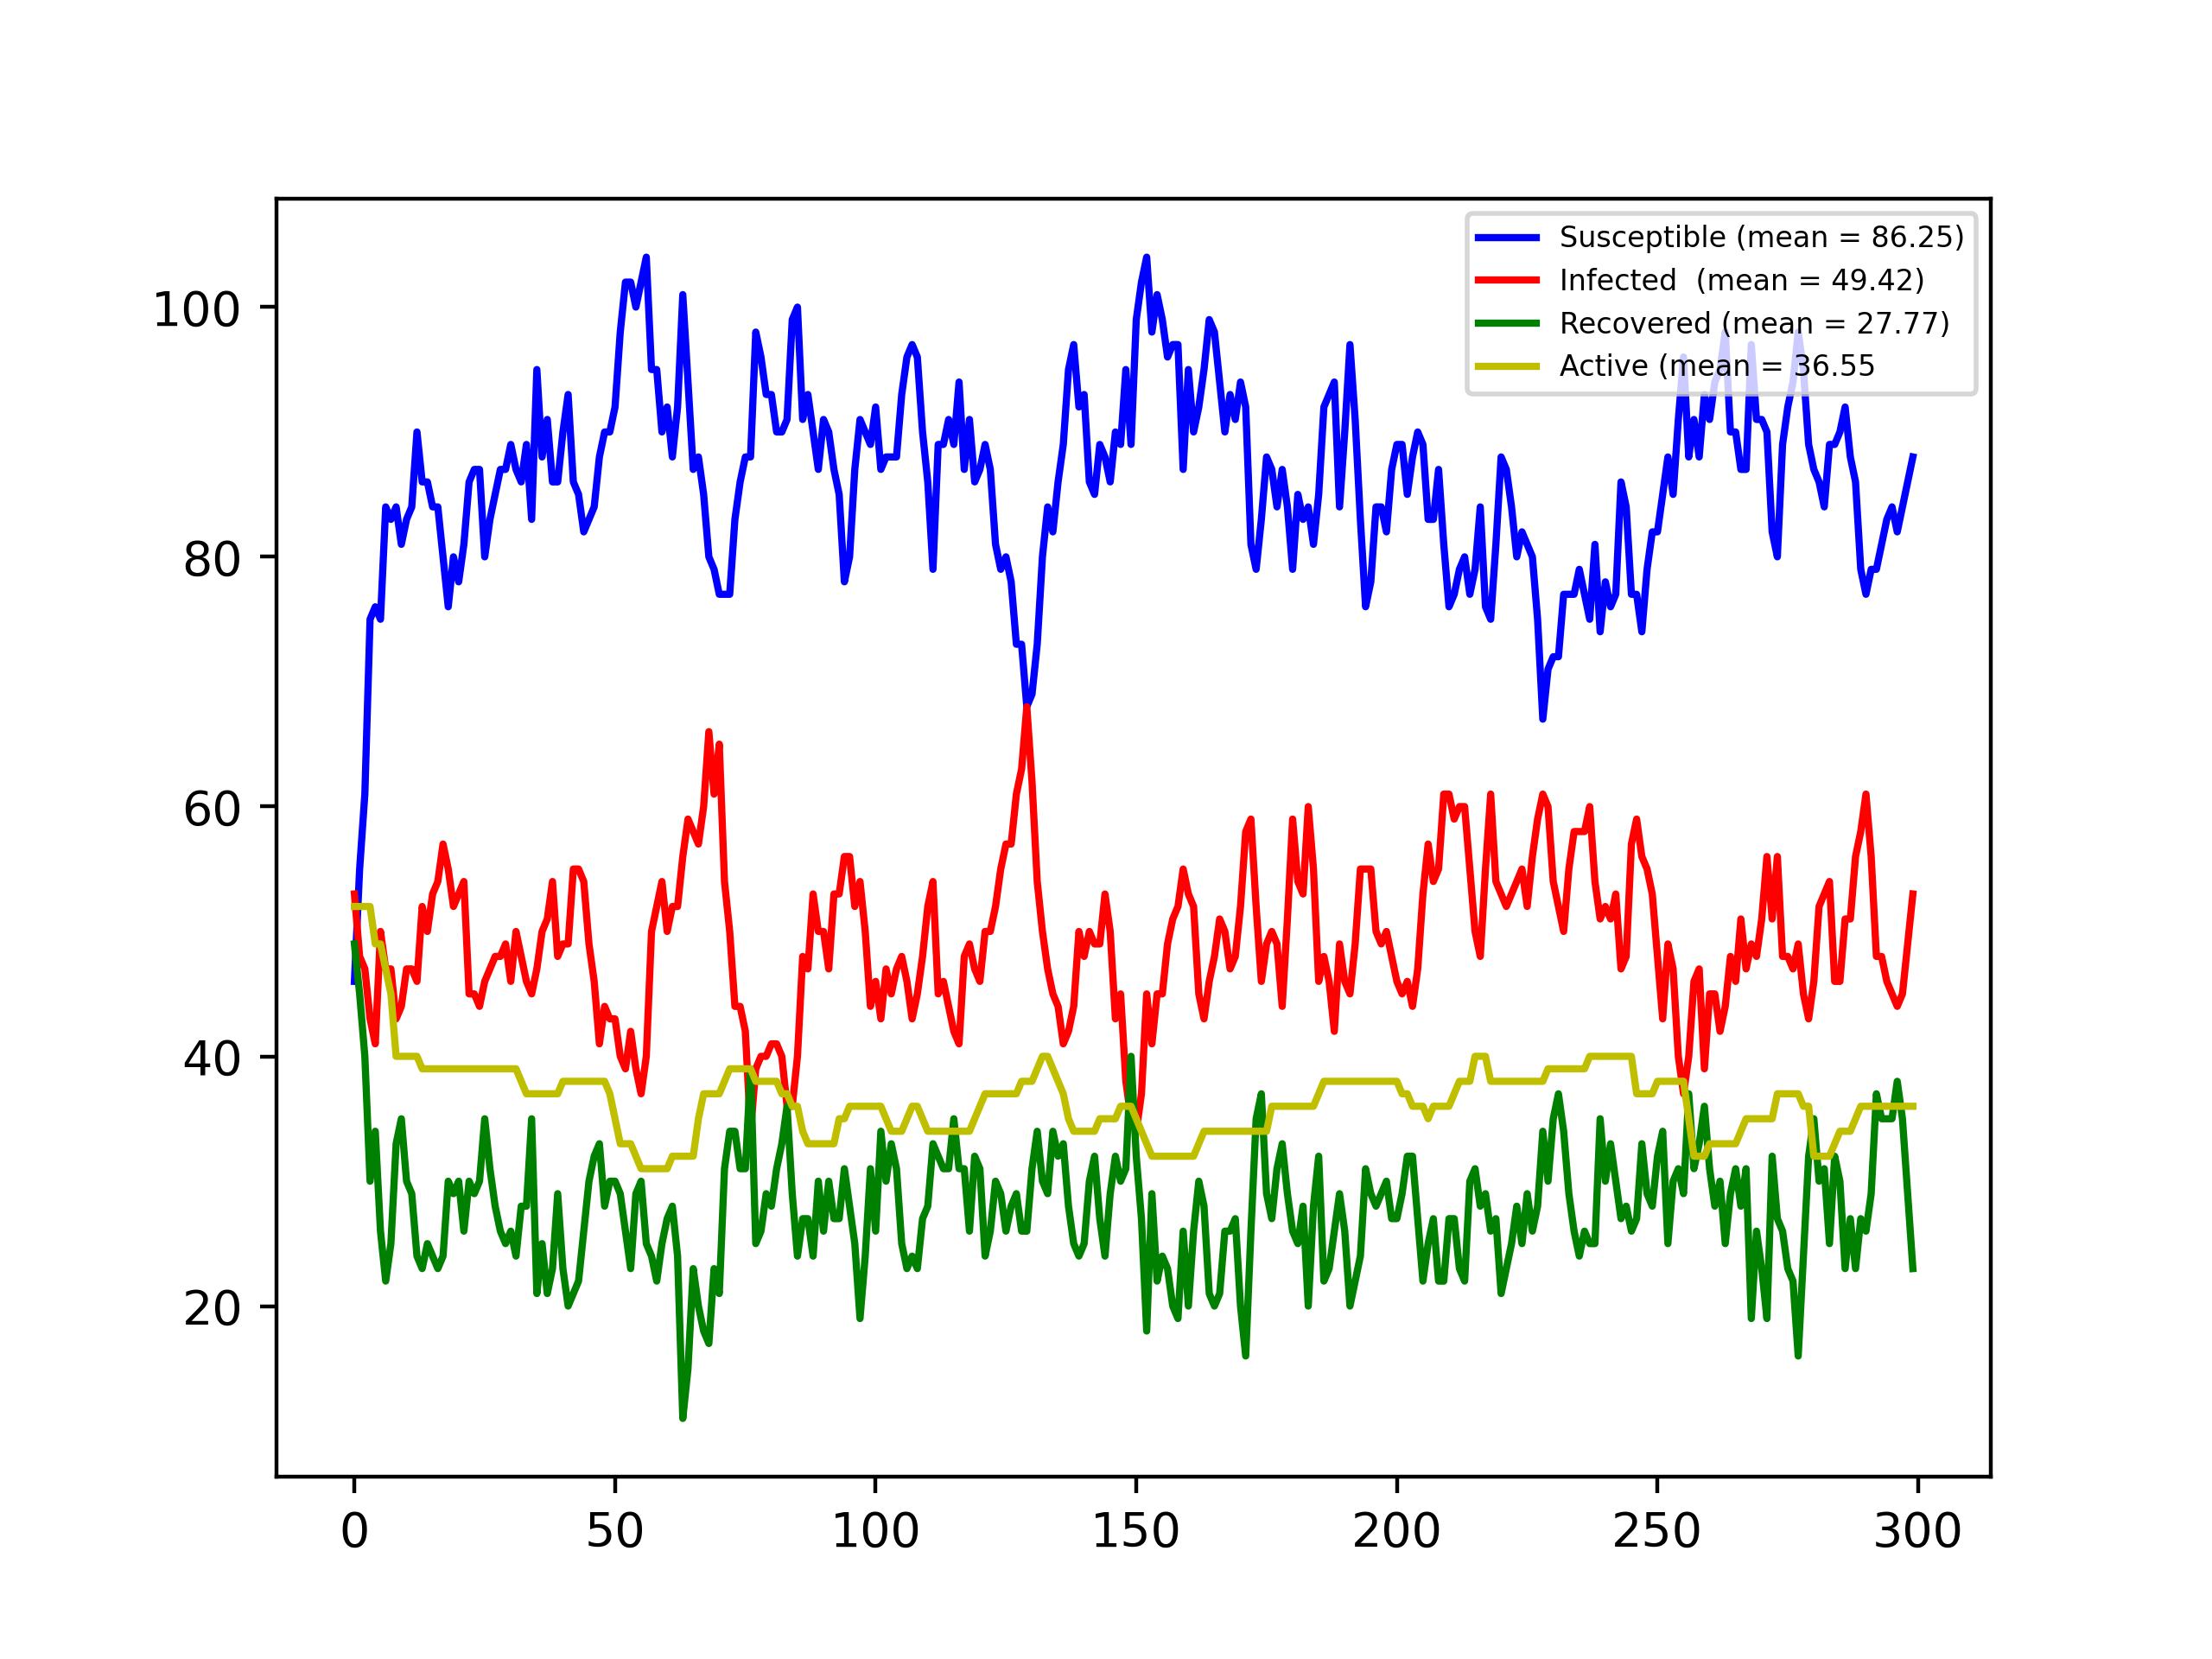 Susceptible (mean = 86.25)
Infected  (mean = 49.42)
Recovered (mean = 27.77)
Active (mean = 36.55
100
80
60
40
20
0 50 100 150 200 250 300